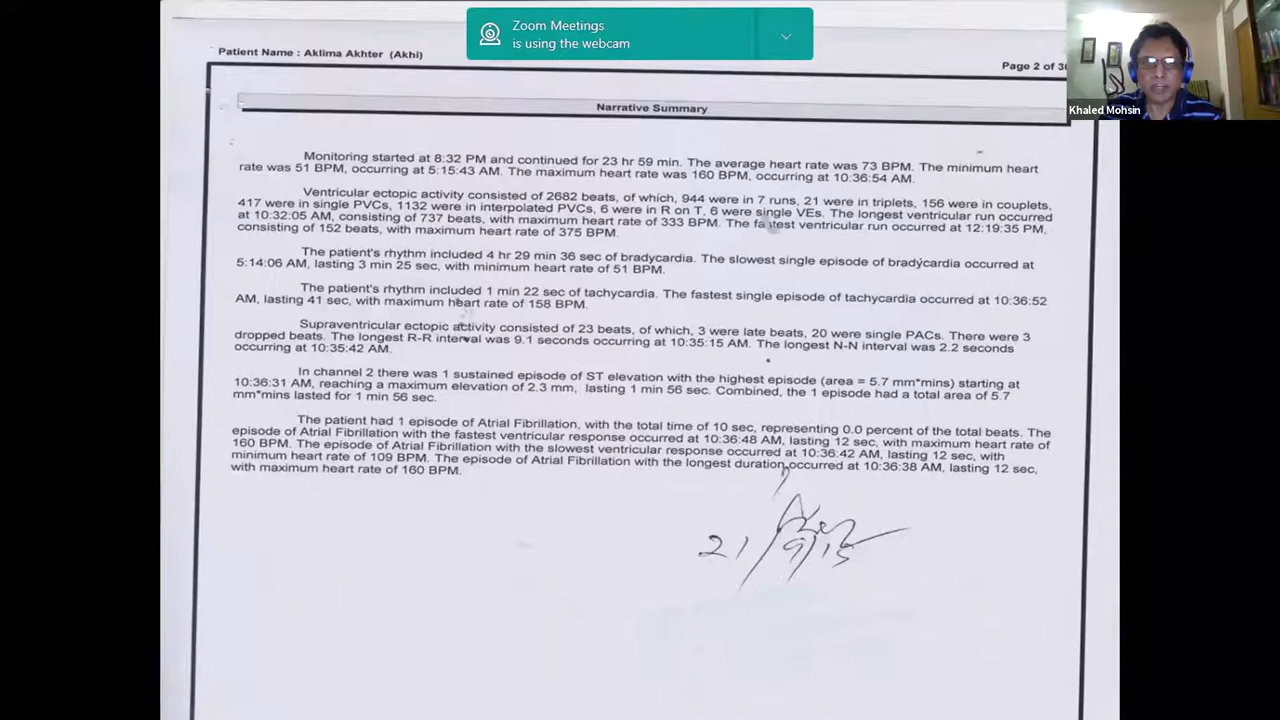 Zoom Meetings
is using the webcam
Patient Name : Aklima Akhter (Akhi)
Page 2 of 30
Khaled Mohsin
Narrative Summary
Monitoring started at 8:32 PM and continued for 23 hr 59 min. The average heart rate was 73 BPM. The minimum heart
rate was 51 BPM, occurring at 5:15:43 AM. The maximum heart rate was 160 BPM, occurring at 10:36:54 AM.
Ventricular ectopic activity consisted of 2682 beats, of which, 944 were in 7 runs, 21 were in triplets, 156 were in couplets,
417 were in single PVCs, 1132 were in interpolated PVCs, 6 were in R on T, 6 were single VEs. The longest ventricular run occurred
at 10:32:05 AM, consisting of 737 beats, with maximum heart rate of 333 BPM. The fastest ventricular run occurred at 12:19:35 PM,
consisting of 152 beats, with maximum heart rate of 375 BPM.
The patient's rhythm included 4 hr 29 min 36 sec of bradycardia. The slowest single episode of bradycardia occurred at
5:14:06 AM, lasting 3 min 25 sec, with minimum heart rate of 51 BPM.
The patient's rhythm included 1 min 22 sec of tachycardia. The fastest single episode of tachycardia occurred at 10:36:52
AM, lasting 41 sec, with maximum heart rate of 158 BPM.
Supraventricular ectopic activity consisted of 23 beats, of which, 3 were late beats, 20 were single PACs. There were 3
dropped beats. The longest R-R interval was 9.1 seconds occurring at 10:35:15 AM. The longest N-N interval was 2.2 seconds
occurring at 10:35:42 AM.
In channel 2 there was 1 sustained episode of ST elevation with the highest episode (area = 5.7 mm*mins) starting at
10:36:31 AM, reaching a maximum elevation of 2.3 mm, lasting 1 min 56 sec. Combined, the 1 episode had a total area of 5.7
mm*mins lasted for 1 min 56 sec.
The patient had 1 episode of Atrial Fibrillation, with the total time of 10 sec, representing 0.0 percent of the total beats. The
episode of Atrial Fibrillation with the fastest ventricular response occurred at 10:36:48 AM, lasting 12 sec, with maximum heart rate of
160 BPM. The episode of Atrial Fibrillation with the slowest ventricular response occurred at 10:36:42 AM, lasting 12 sec, with
minimum heart rate of 109 BPM. The episode of Atrial Fibrillation with the longest duration occurred at 10:36:38 AM, lasting 12 sec,
with maximum heart rate of 160 BPM.
21/9/15